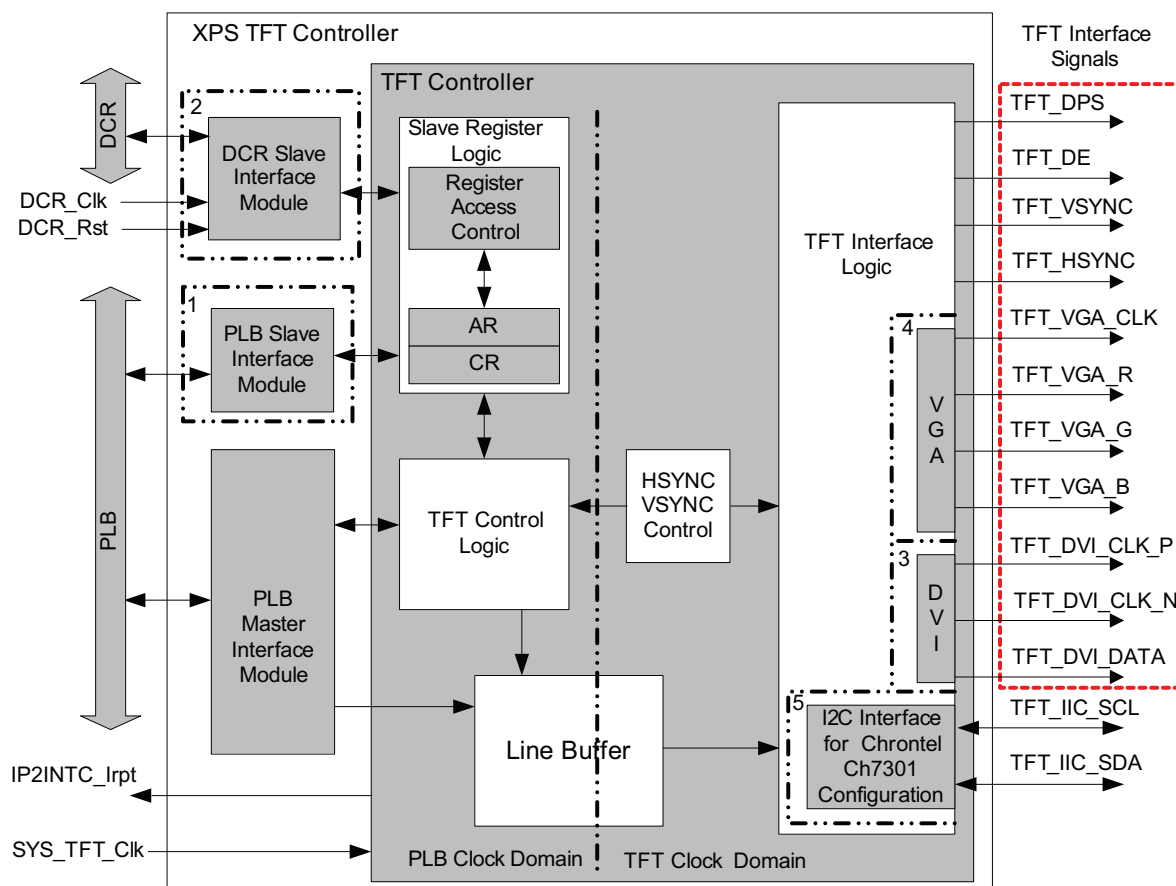 XPS TFT Controller
TFT Interface
Signals
TFT Controller
DCR
2
DCR Slave
Interface
Module
DCR_Clk
DCR_Rst
Slave Register
Logic
Register
Access
Control
AR
CR
1
PLB Slave
Interface
Module
PLB
PLB
Master
Interface
Module
TFT Control
Logic
HSYNC
VSYNC
Control
Line Buffer
TFT Interface
Logic
4
V
G
A
3
D
V
I
5
I2C Interface
for Chrontel
Ch7301
Configuration
TFT_DPS
TFT_DE
TFT_VSYNC
TFT_HSYNC
TFT_VGA_CLK
TFT_VGA_R
TFT_VGA_G
TFT_VGA_B
TFT_DVI_CLK_P
TFT_DVI_CLK_N
TFT_DVI_DATA
TFT_IIC_SCL
TFT_IIC_SDA
IP2INTC_Irpt
SYS_TFT_Clk
PLB Clock Domain
TFT Clock Domain